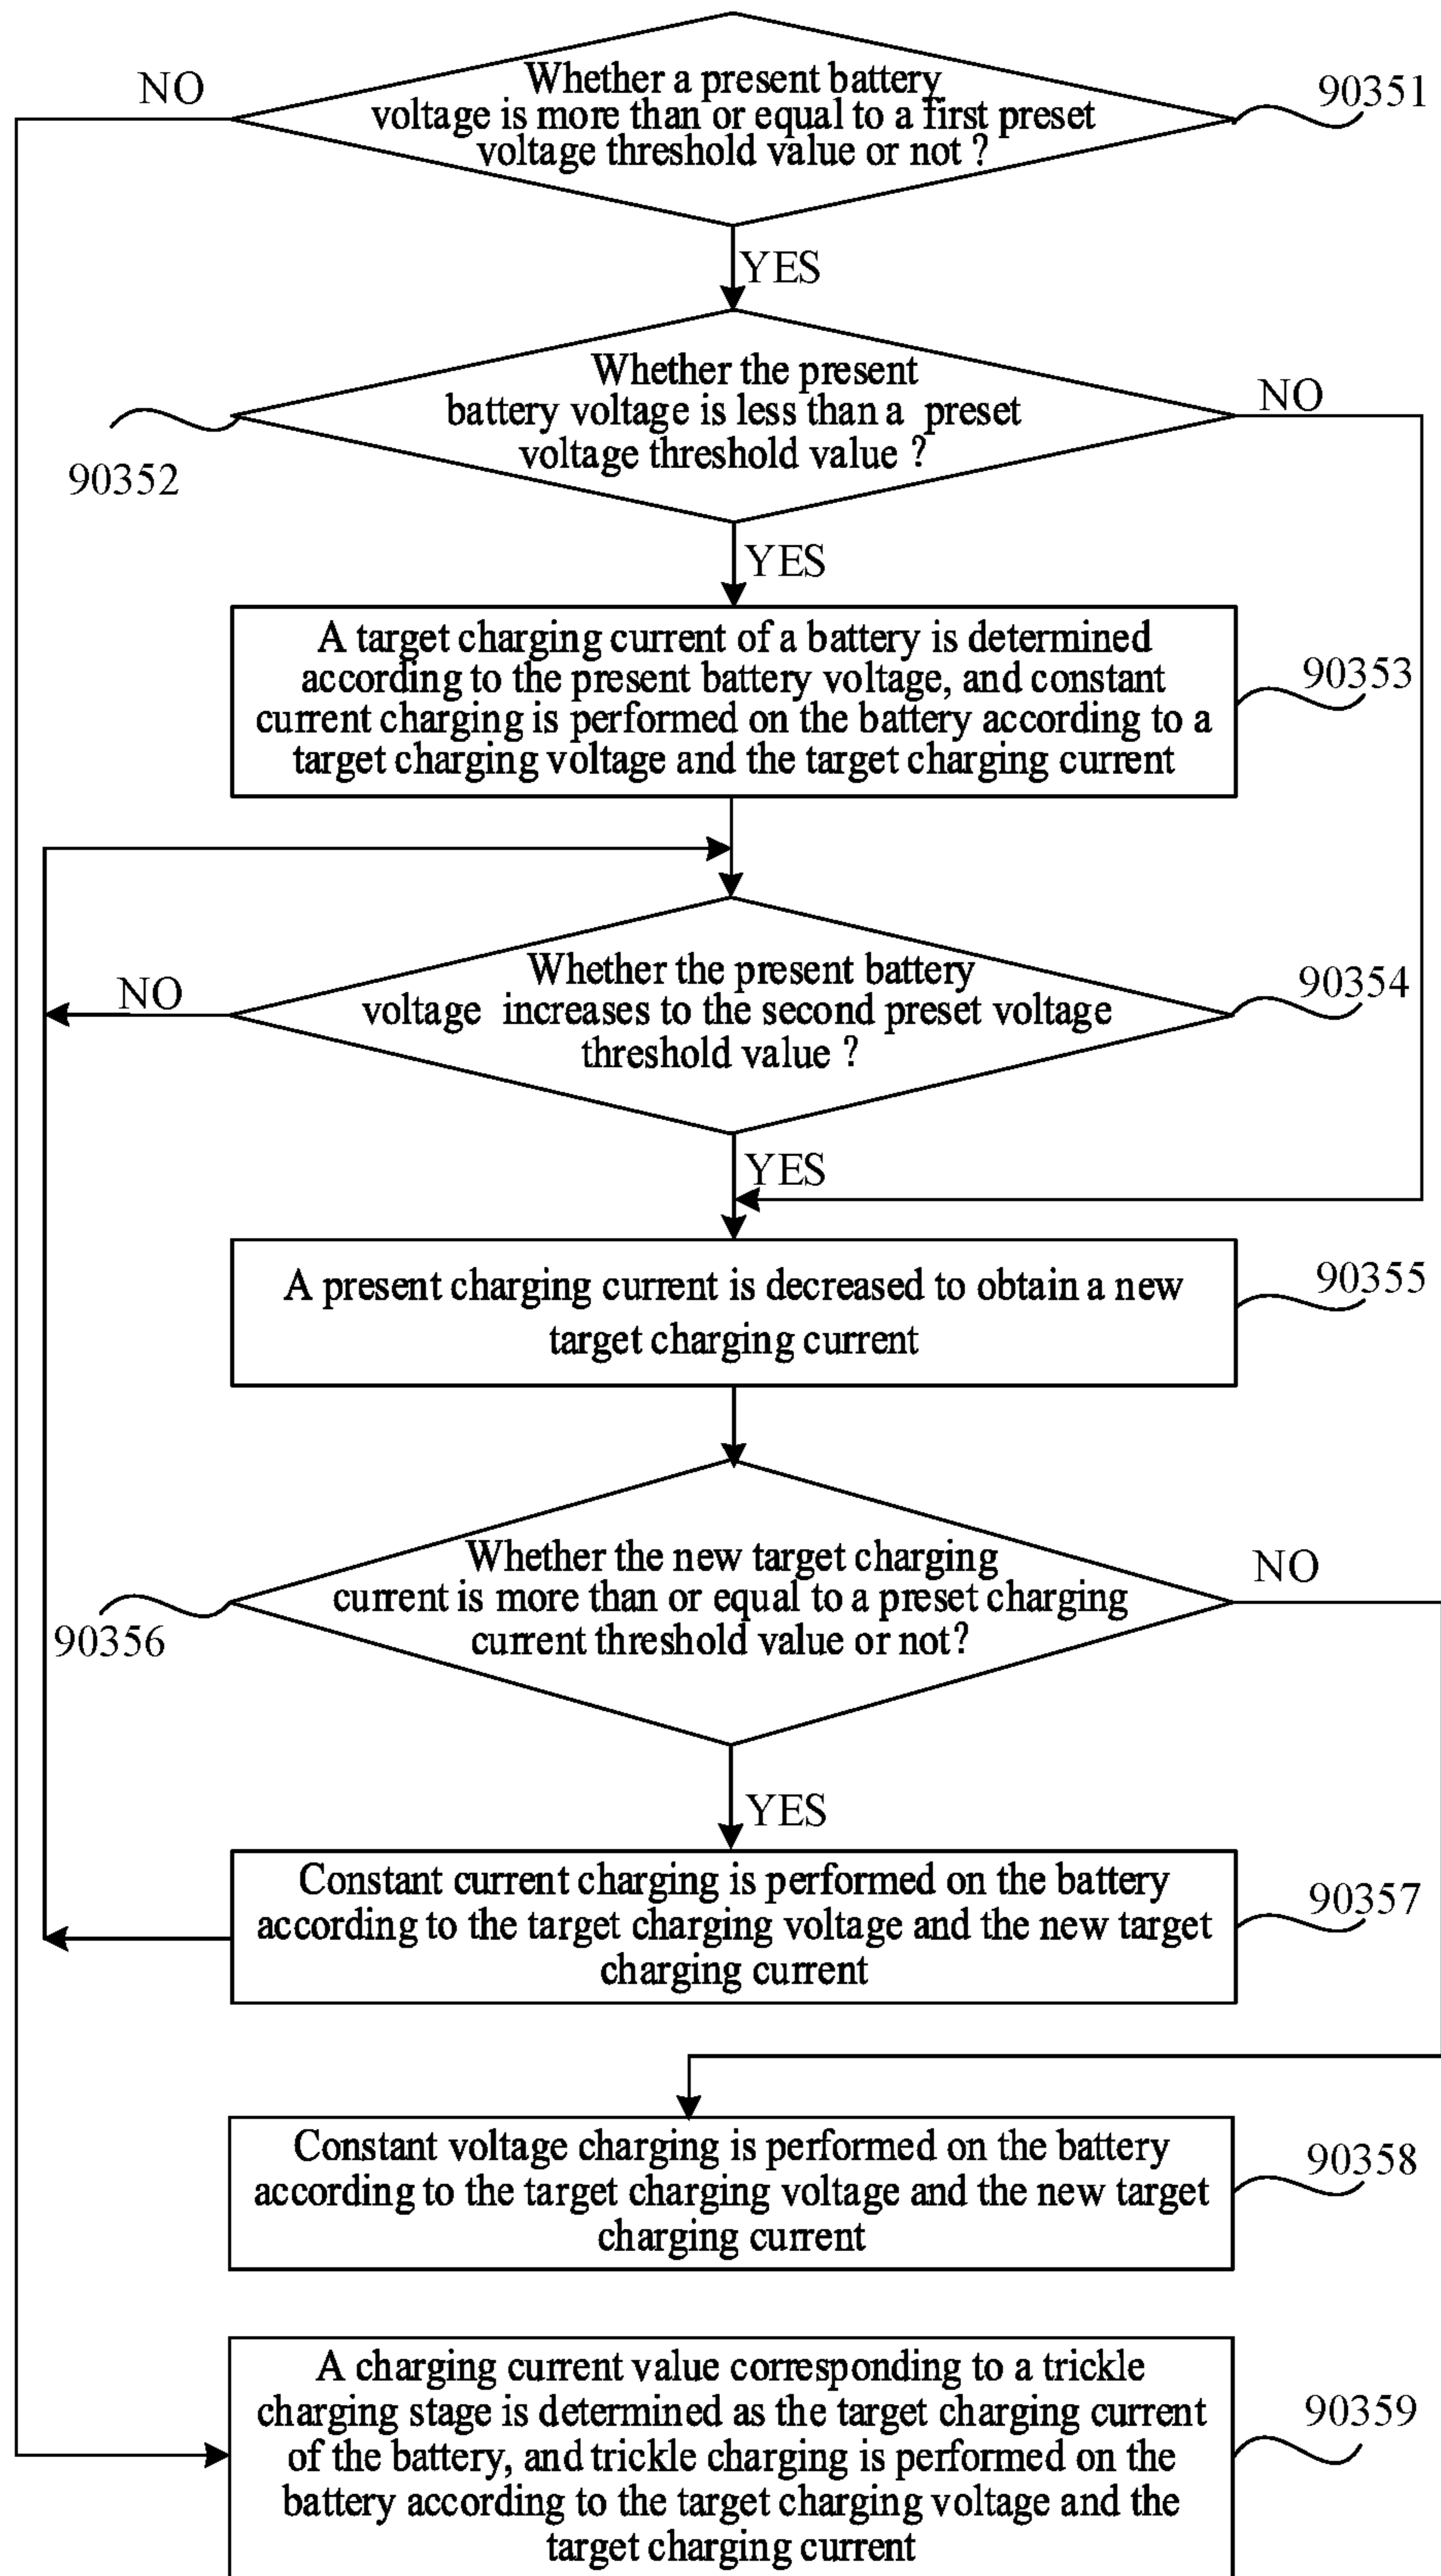 NO
Whether a present battery
voltage is more than or equal to a first preset
voltage threshold value or not ?
90351
YES
Whether the present
battery voltage is less than a preset
voltage threshold value ?
NO
90352
YES
A target charging current of a battery is determined
according to the present battery voltage, and constant
current charging is performed on the battery according to a
target charging voltage and the target charging current
90353
Whether the present battery
voltage increases to the second preset voltage
threshold value ?
NO
90354
YES
A present charging current is decreased to obtain a new
target charging current
90355
Whether the new target charging
current is more than or equal to a preset charging
current threshold value or not?
NO
90356
YES
Constant current charging is performed on the battery
according to the target charging voltage and the new target
charging current
90357
Constant voltage charging is performed on the battery
according to the target charging voltage and the new target
charging current
90358
A charging current value corresponding to a trickle
charging stage is determined as the target charging current
of the battery, and trickle charging is performed on the
battery according to the target charging voltage and the
target charging current
90359